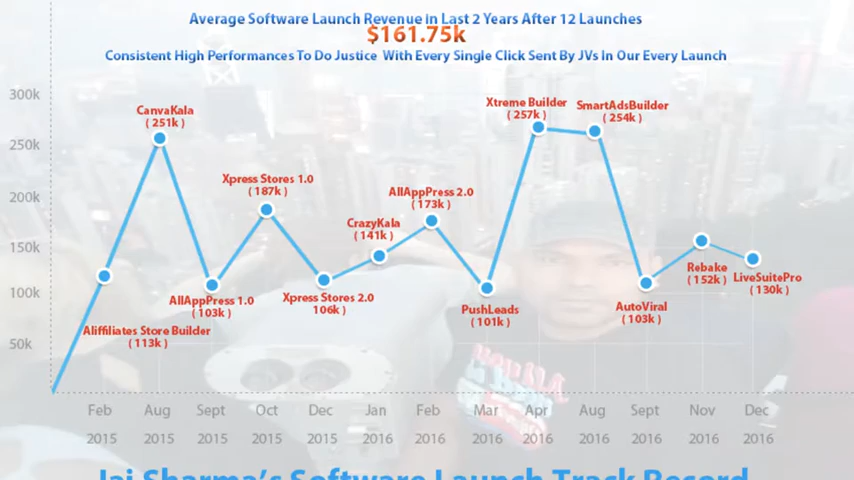 Average Software Launch Revenue in Last 2 Years After 12 Launches
$161.75k
Consistent High Performances To Do Justice With Every Single Click Sent By JVs In Our Every Launch
300k
250k
200k
150k
100k
50k
Aliffiliates Store Builder
( 113k )
CanvaKala
( 251k )
AllAppPress 1.0
( 103k )
Xpress Stores 1.0
( 187k )
Xpress Stores 2.0
106k )
CrazyKala
( 141k )
AllAppPress 2.0
( 173k )
PushLeads
( 101k )
Xtreme Builder
( 257k )
SmartAdsBuilder
( 254k )
AutoViral
( 103k )
Rebake
( 152k )
LiveSuitePro
( 130k )
Feb Aug Sept Oct Dec Jan Feb Mar Apr Aug Sept Nov Dec
2015 2015 2015 2015 2015 2016 2016 2016 2016 2016 2016 2016 2016
Jai Sharma's Software Launch Track Record